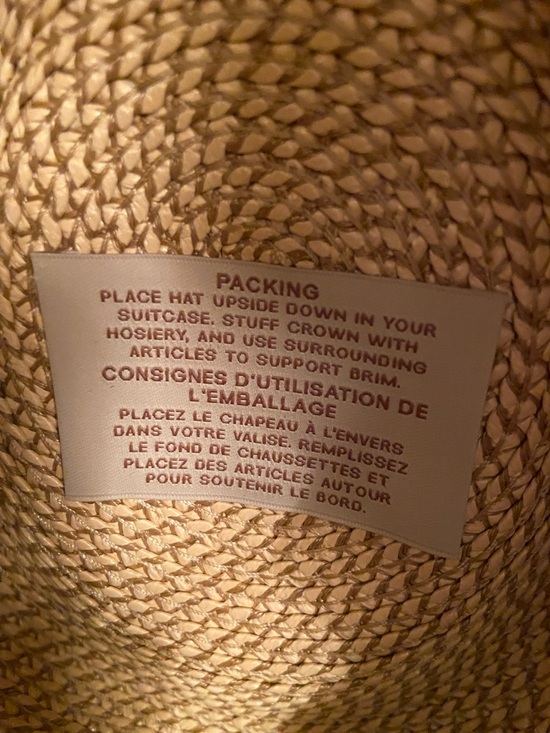 PACKING
PLACE HAT UPSIDE DOWN IN YOUR
SUITCASE. STUFF CROWN WITH
HOSIERY, AND USE SURROUNDING
ARTICLES TO SUPPORT BRIM.
CONSIGNES D'UTILISATION DE
L'EMBALLAGE
PLACEZ LE CHAPEAU À L'ENVERS
DANS VOTRE VALISE. REMPLISSEZ
LE FOND DE CHAUSSETTES ET
PLACEZ DES ARTICLES AUTOUR
POUR SOUTENIR LE BORD.